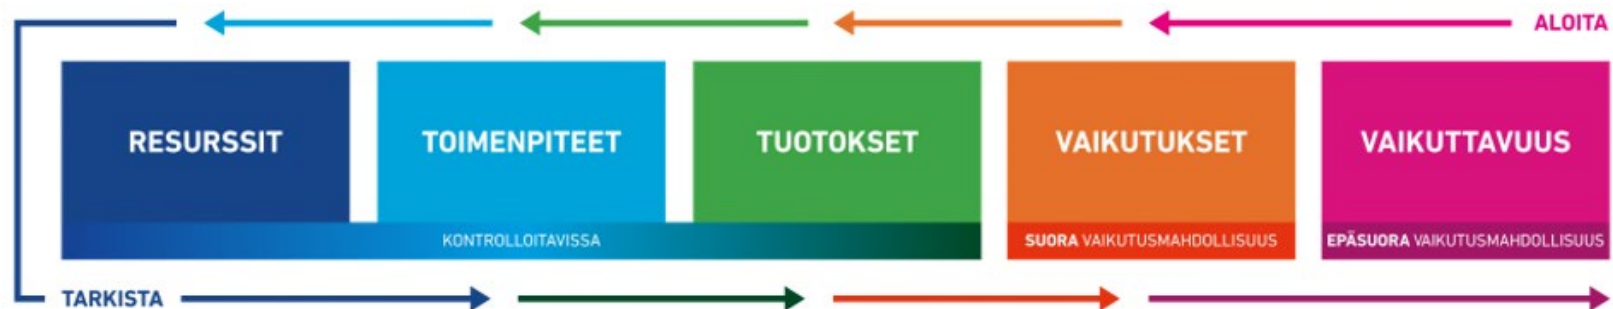 ALOITA
RESURSSIT
TOIMENPITEET
TUOTOKSET
VAIKUTUKSET
VAIKUTTAVUUS
KONTROLLOITAVISSA
SUORA VAIKUTUSMAHDOLLISUUS
EPÄSUORA VAIKUTUSMAHDOLLISUUS
TARKISTA